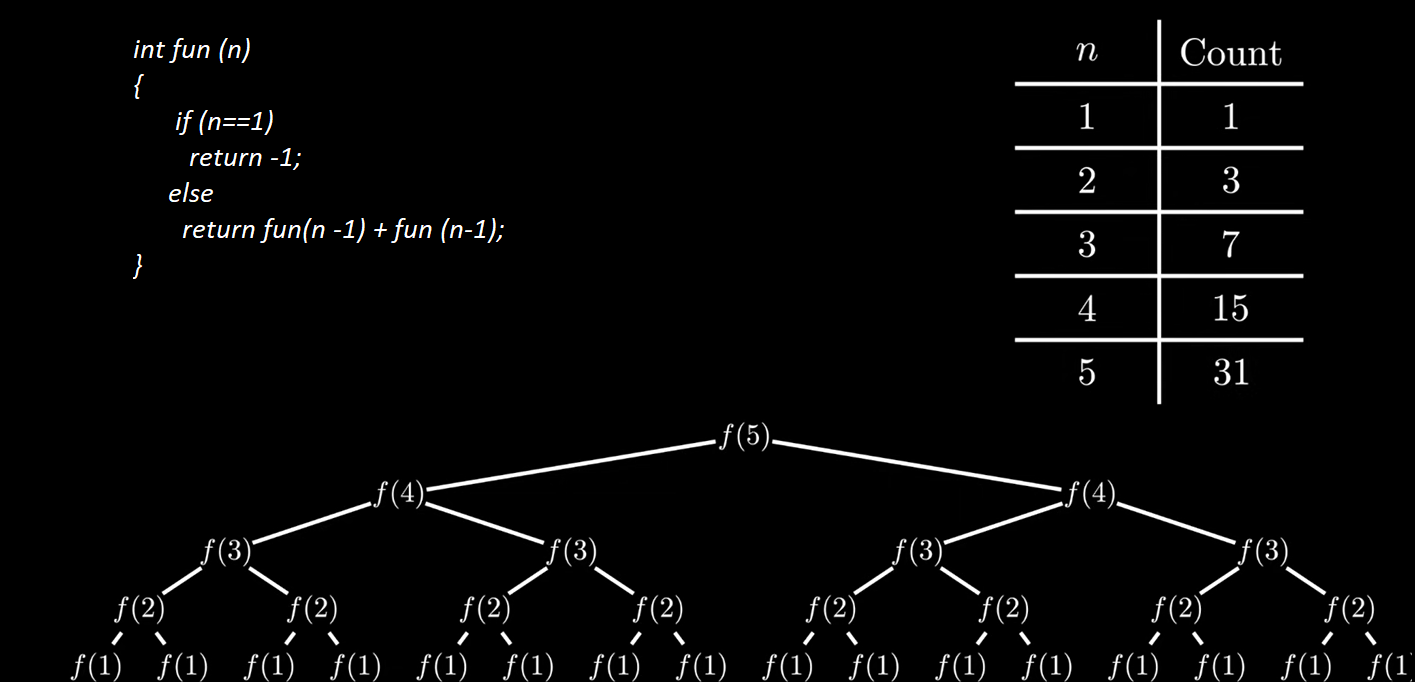 int fun (n)
{
if (n==1)
return -1;
else
return fun(n -1) + fun (n-1);
}
n Count
1 1
2 3
3 7
4 15
5 31
f(5)
f(4) f(4)
f(3) f(3) f(3) f(3)
f(2) f(2) f(2) f(2) f(2) f(2) f(2) f(2)
f(1) f(1) f(1) f(1) f(1) f(1) f(1) f(1) f(1) f(1) f(1) f(1) f(1) f(1) f(1) f(1